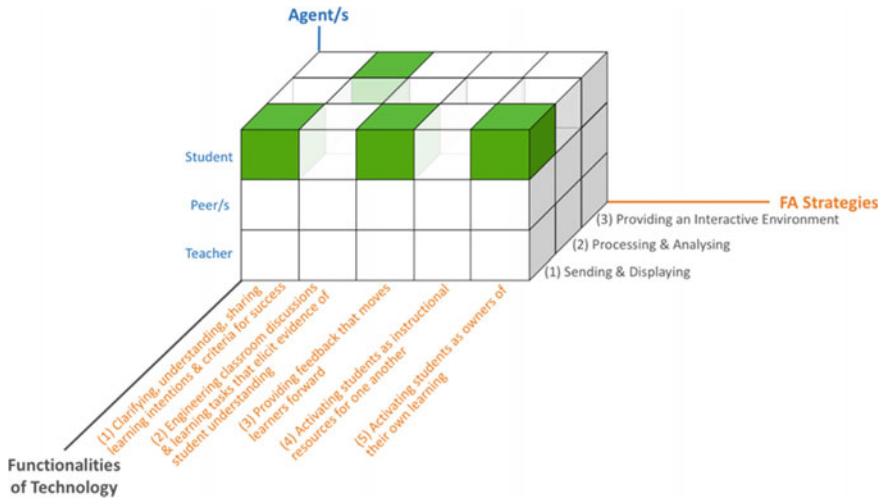 Agent/s
Student
Peer/s
Teacher
FA Strategies
(3) Providing an Interactive Environment
(2) Processing & Analysing
(1) Sending & Displaying
(1) Clarifying, understanding, sharing
learning intentions & criteria for success
(2) Engineering classroom discussions
& learning tasks that elicit evidence of
student understanding
(3) Providing feedback that moves
learners forward
(4) Activating students as instructional
resources for one another
(5) Activating students as owners of
their own learning
Functionalities
of Technology